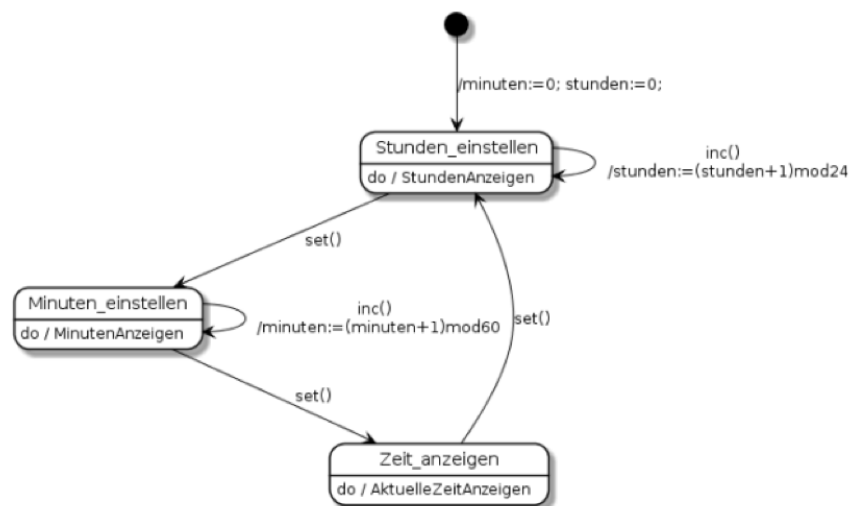 /minuten:=0; stunden:=0;
Stunden_einstellen
do / StundenAnzeigen
inc()
/stunden:=(stunden+1)mod24
set()
Minuten_einstellen
do / MinutenAnzeigen
inc()
/minuten:=(minuten+1)mod60
set()
set()
Zeit_anzeigen
do / AktuelleZeitAnzeigen